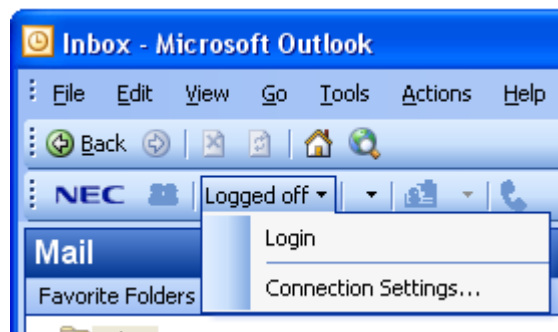 Inbox - Microsoft Outlook
File Edit View Go Tools Actions Help
Back
NEC Logged off
Login
Mail
Connection Settings...
Favorite Folders